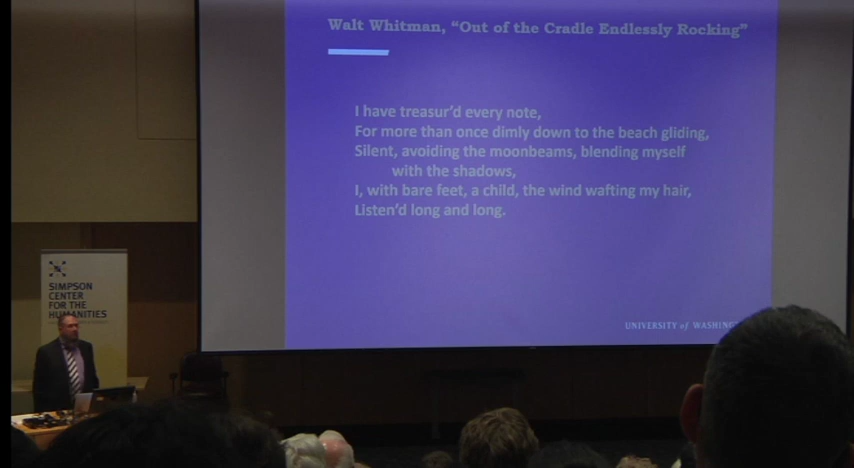 Walt Whitman, “Out of the Cradle Endlessly Rocking”
I have treasur’d every note,
For more than once dimly down to the beach gliding,
Silent, avoiding the moonbeams, blending myself
with the shadows,
I, with bare feet, a child, the wind wafting my hair,
Listen’d long and long.
UNIVERSITY of
SIMPSON
CENTER
FOR THE
HUMANITIES